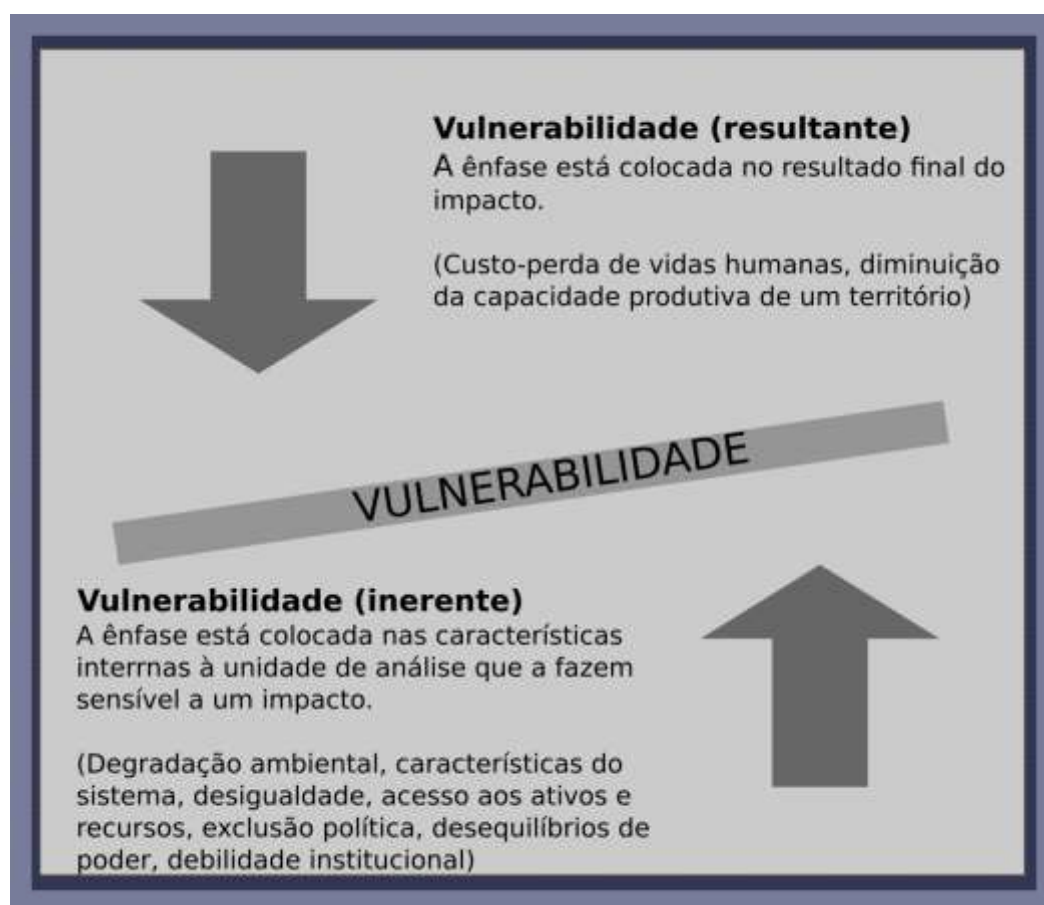 Vulnerabilidade (resultante)
A ênfase está colocada no resultado final do
impacto.
(Custo-perda de vidas humanas, diminuição
da capacidade produtiva de um território)
VULNERABILIDADE
Vulnerabilidade (inerente)
A ênfase está colocada nas características
interrnas à unidade de análise que a fazem
sensível a um impacto.
(Degradação ambiental, características do
sistema, desigualdade, acesso aos ativos e
recursos, exclusão política, desequilíbrios de
poder, debilidade institucional)